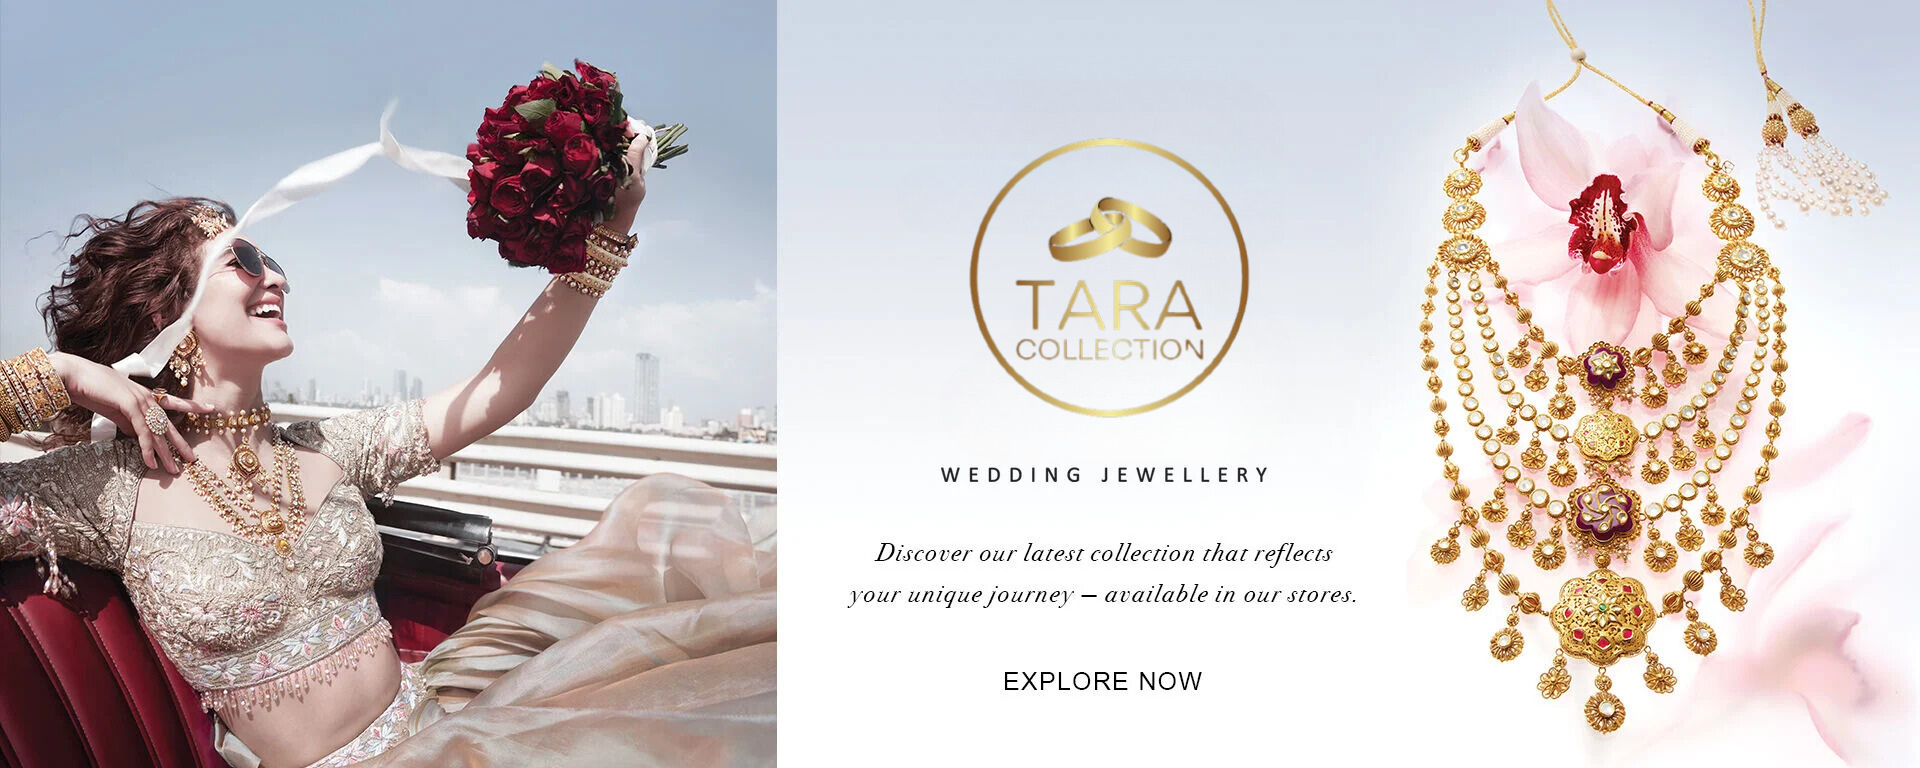 TARA
COLLECTION
WEDDING JEWELLERY
Discover our latest collection that reflects
your unique journey – available in our stores.
EXPLORE NOW